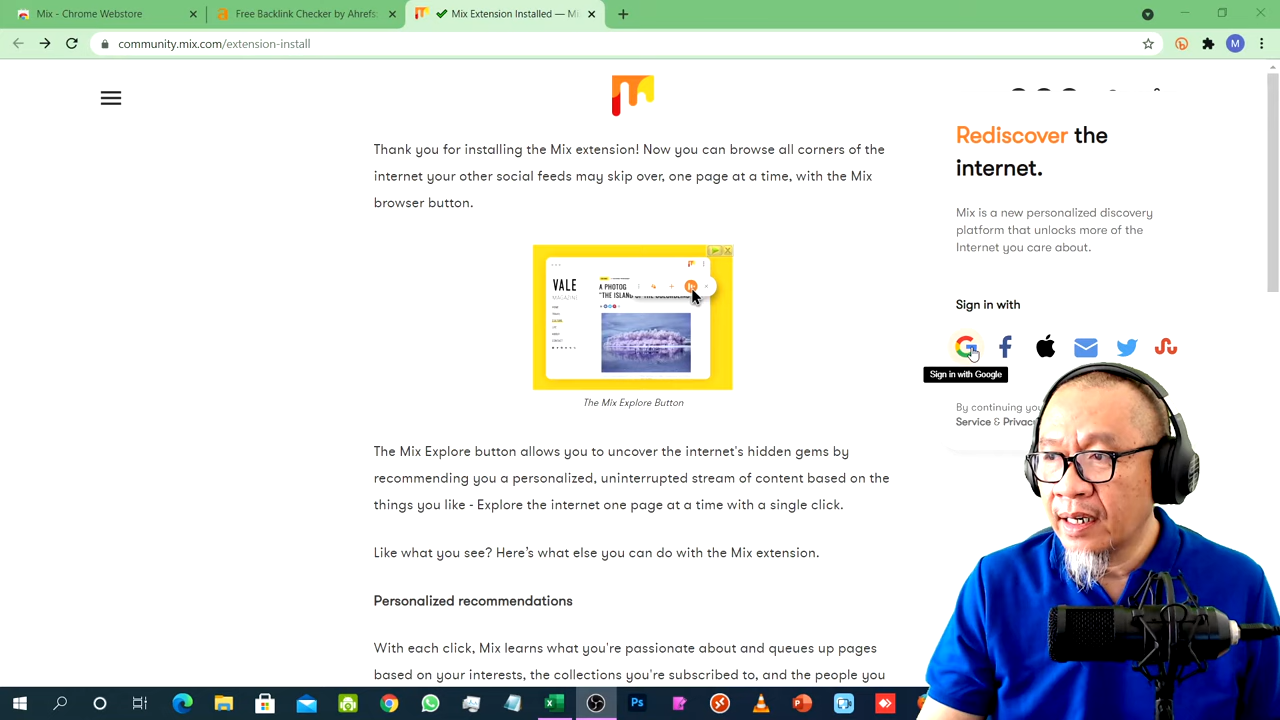 Mix - Chrome Webstore
Free Backlink Checker by Ahrefs:
Mix Extension Installed — Mi
community.mix.com/extension-install
M
Thank you for installing the Mix extension! Now you can browse all corners of the
internet your other social feeds may skip over, one page at a time, with the Mix
browser button.
VALE
MAGAZINE
A PHOTOG
"THE ISLAND OF THE COLORBLIND
The Mix Explore Button
The Mix Explore button allows you to uncover the internet's hidden gems by
recommending you a personalized, uninterrupted stream of content based on the
things you like - Explore the internet one page at a time with a single click.
Like what you see? Here's what else you can do with the Mix extension.
Personalized recommendations
With each click, Mix learns what you're passionate about and queues up pages
based on your interests, the collections you're subscribed to, and the people you
Rediscover the
internet.
Mix is a new personalized discovery
platform that unlocks more of the
Internet you care about.
Sign in with
Sign in with Google
By continuing you
Service & Privac